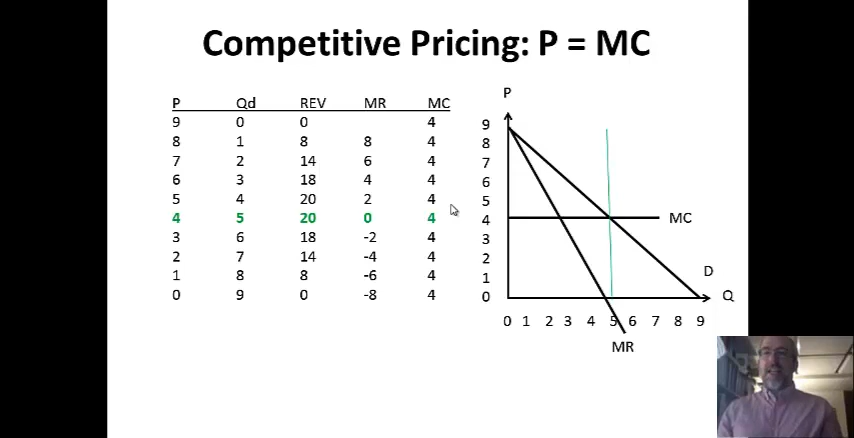 Competitive Pricing: P = MC
P Qd REV MR MC
9 0 0 4
8 1 8 8 4
7 2 14 6 4
6 3 18 4 4
5 4 20 2 4
4 5 20 0 4
3 6 18 -2 4
2 7 14 -4 4
1 8 8 -6 4
0 9 0 -8 4
P
9
8
7
6
5
4
3
2
1
0
MC
D
Q
0 1 2 3 4 5 6 7 8 9
MR